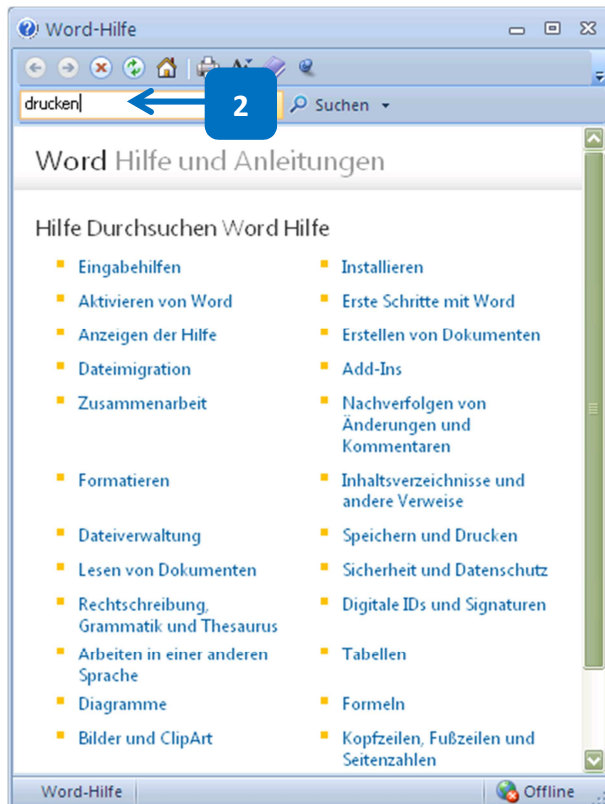 Word-Hilfe
drucken
2
Suchen
Word Hilfe und Anleitungen
Hilfe Durchsuchen Word Hilfe
Eingabehilfen
Installieren
Aktivieren von Word
Erste Schritte mit Word
Anzeigen der Hilfe
Erstellen von Dokumenten
Dateimigration
Add-Ins
Zusammenarbeit
Nachverfolgen von
Änderungen und
Kommentaren
Formatieren
Inhaltsverzeichnisse und
andere Verweise
Dateiverwaltung
Speichern und Drucken
Lesen von Dokumenten
Sicherheit und Datenschutz
Rechtschreibung,
Grammatik und Thesaurus
Digitale IDs und Signaturen
Arbeiten in einer anderen
Sprache
Tabellen
Diagramme
Formeln
Bilder und ClipArt
Kopfzeilen, Fußzeilen und
Seitenzahlen
Word-Hilfe
Offline